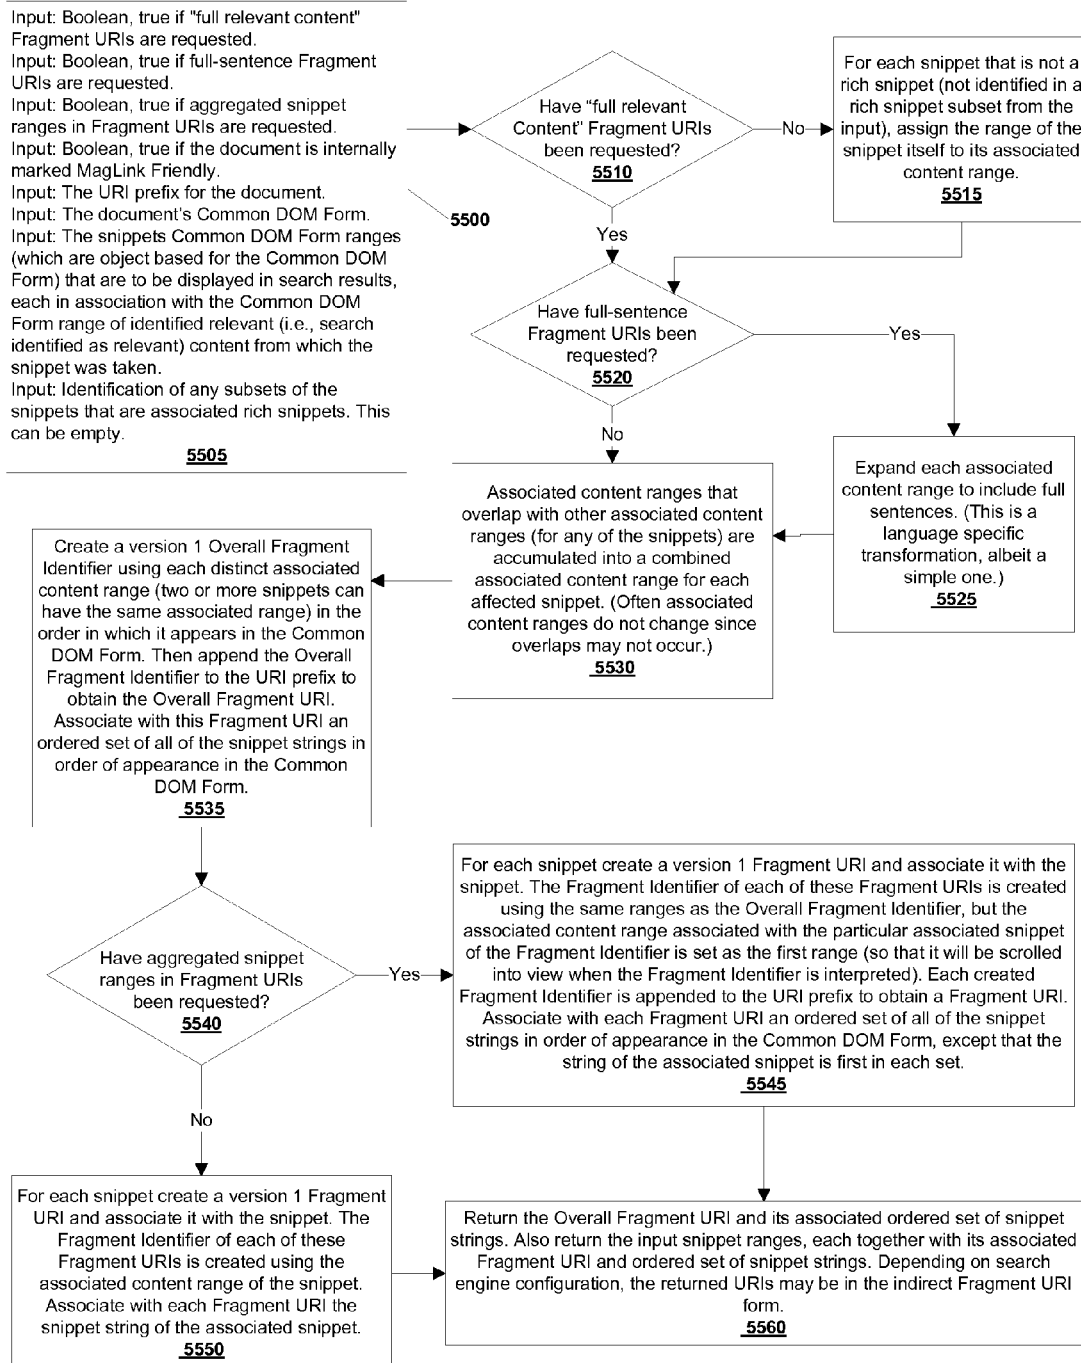 Input: Boolean, true if "full relevant content"
Fragment URIs are requested.
Input: Boolean, true if full-sentence Fragment
URIs are requested.
Input: Boolean, true if aggregated snippet
ranges in Fragment URIs are requested.
Input: Boolean, true if the document is internally
marked MagLink Friendly.
Input: The URI prefix for the document.
Input: The document's Common DOM Form.
Input: The snippets Common DOM Form ranges
(which are object based for the Common DOM
Form) that are to be displayed in search results,
each in association with the Common DOM
Form range of identified relevant (i.e., search
identified as relevant) content from which the
snippet was taken.
Input: Identification of any subsets of the
snippets that are associated rich snippets. This
can be empty.
5505
5500
Have “full relevant
Content” Fragment URIs
been requested?
5510
No
For each snippet that is not a
rich snippet (not identified in a
rich snippet subset from the
input), assign the range of the
snippet itself to its associated
content range.
5515
Yes
Have full-sentence
Fragment URIs been
requested?
5520
Yes
No
Expand each associated
content range to include full
sentences. (This is a
language specific
transformation, albeit a
simple one.)
5525
Associated content ranges that
overlap with other associated content
ranges (for any of the snippets) are
accumulated into a combined
associated content range for each
affected snippet. (Often associated
content ranges do not change since
overlaps may not occur.)
5530
Create a version 1 Overall Fragment
Identifier using each distinct associated
content range (two or more snippets can
have the same associated range) in the
order in which it appears in the Common
DOM Form. Then append the Overall
Fragment Identifier to the URI prefix to
obtain the Overall Fragment URI.
Associate with this Fragment URI an
ordered set of all of the snippet strings in
order of appearance in the Common
DOM Form.
5535
Have aggregated snippet
ranges in Fragment URIs
been requested?
5540
Yes
For each snippet create a version 1 Fragment URI and associate it with the
snippet. The Fragment Identifier of each of these Fragment URIs is created
using the same ranges as the Overall Fragment Identifier, but the
associated content range associated with the particular associated snippet
of the Fragment Identifier is set as the first range (so that it will be scrolled
into view when the Fragment Identifier is interpreted). Each created
Fragment Identifier is appended to the URI prefix to obtain a Fragment URI.
Associate with each Fragment URI an ordered set of all of the snippet
strings in order of appearance in the Common DOM Form, except that the
string of the associated snippet is first in each set.
5545
No
For each snippet create a version 1 Fragment
URI and associate it with the snippet. The
Fragment Identifier of each of these
Fragment URIs is created using the
associated content range of the snippet.
Associate with each Fragment URI the
snippet string of the associated snippet.
5550
Return the Overall Fragment URI and its associated ordered set of snippet
strings. Also return the input snippet ranges, each together with its associated
Fragment URI and ordered set of snippet strings. Depending on search
engine configuration, the returned URIs may be in the indirect Fragment URI
form.
5560